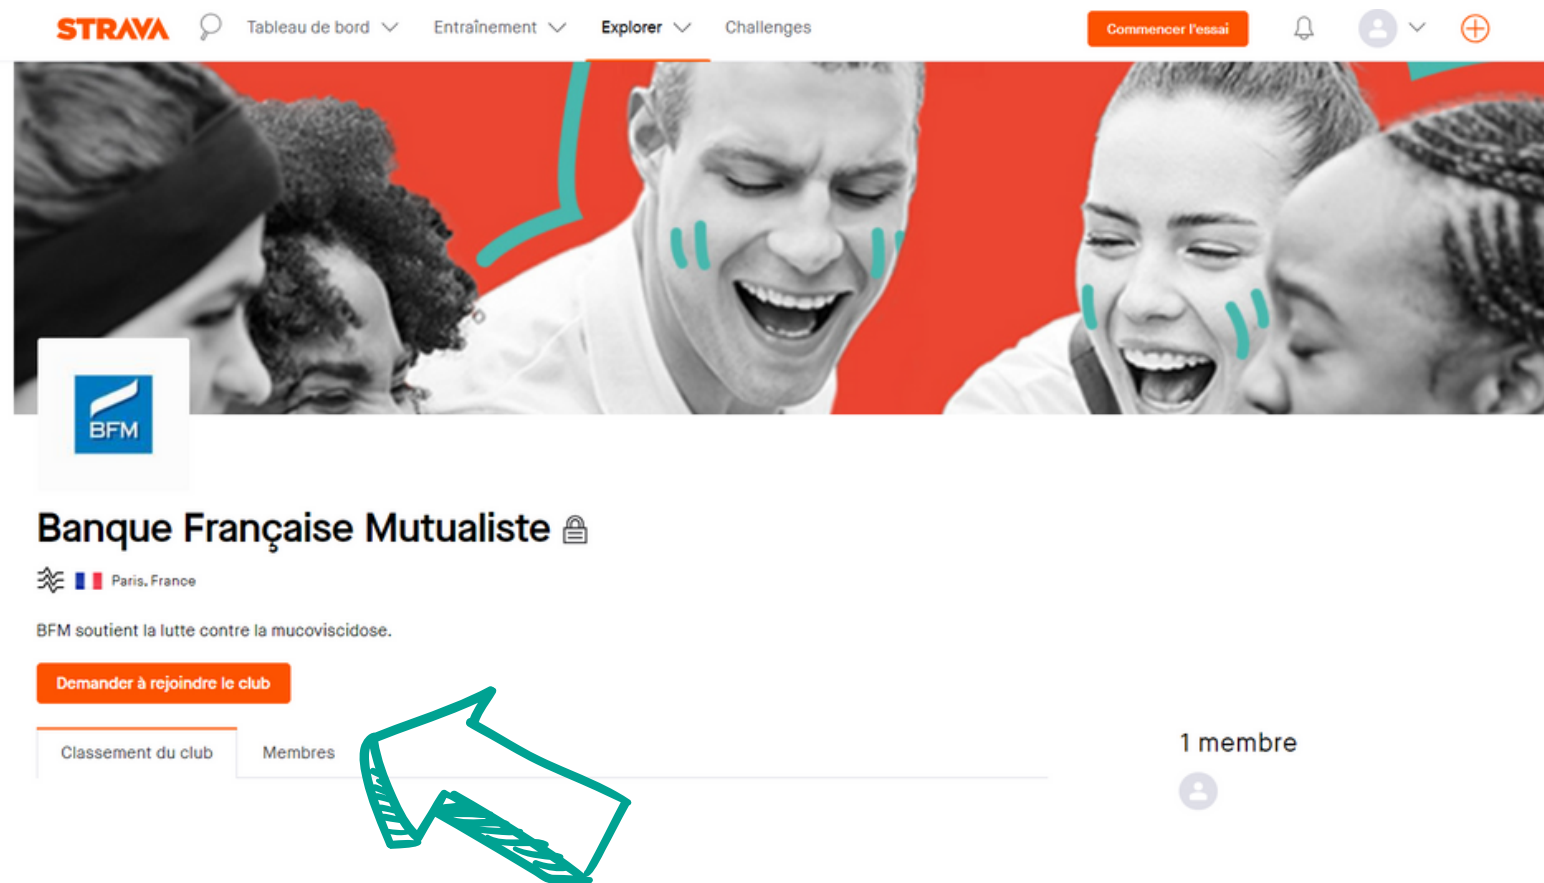 STRAVA Tableau de bord Entraînement Explorer Challenges Commencer l'essai
BFM
Banque Française Mutualiste
Paris, France
BFM soutient la lutte contre la mucoviscidose.
Demander à rejoindre le club
Classement du club Membres
1 membre